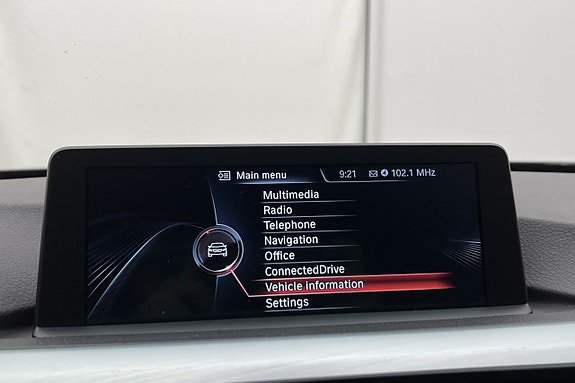 Main menu 9:21 102.1 MHz
Multimedia
Radio
Telephone
Navigation
Office
ConnectedDrive
Vehicle information
Settings